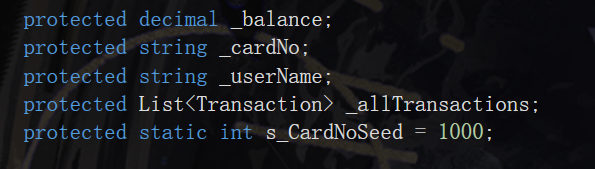 protected decimal _balance;
protected string _cardNo;
protected string _userName;
protected List<Transaction> _allTransactions;
protected static int s_CardNoSeed = 1000;